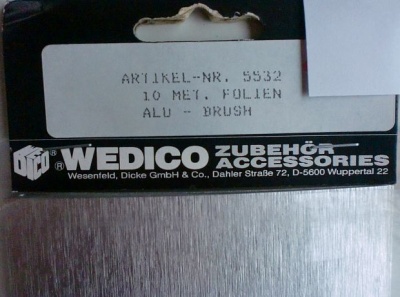 ARTIKEL-NR. 5532
10 MET. FOLIEN
ALU - BRUSH
DICO® ® WEDICO ZUBEHÖR
ACCESSORIES
Wesenfeld, Dicke GmbH & Co., Dahler Straße 72, D-5600 Wuppertal 22